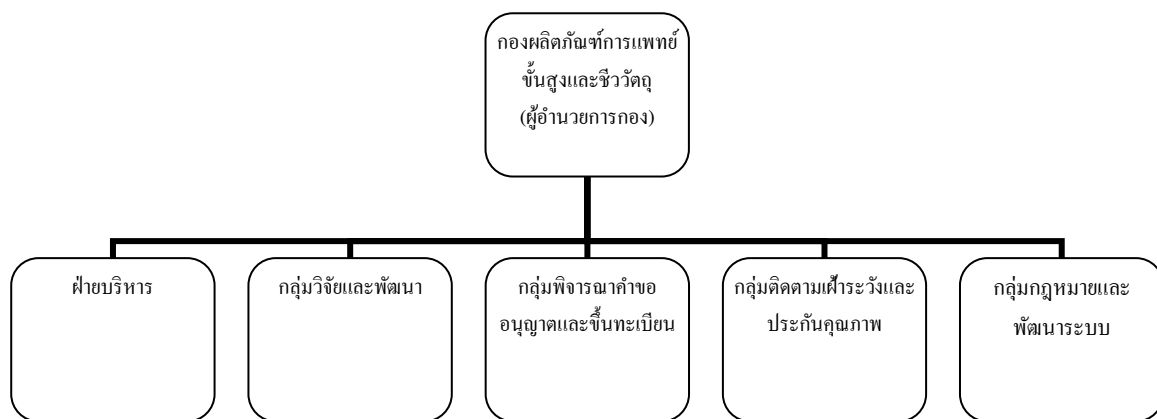 กองผลิตภัณฑ์การแพทย์
ขั้นสูงและชีววัตถุ
(ผู้อำนวยการกอง)
ฝ่ายบริหาร
กลุ่มวิจัยและพัฒนา
กลุ่มพิจารณาคำขอ
อนุญาตและขึ้นทะเบียน
กลุ่มติดตามเฝ้าระวังและ
ประกันคุณภาพ
กลุ่มกฎหมายและ
พัฒนาระบบ